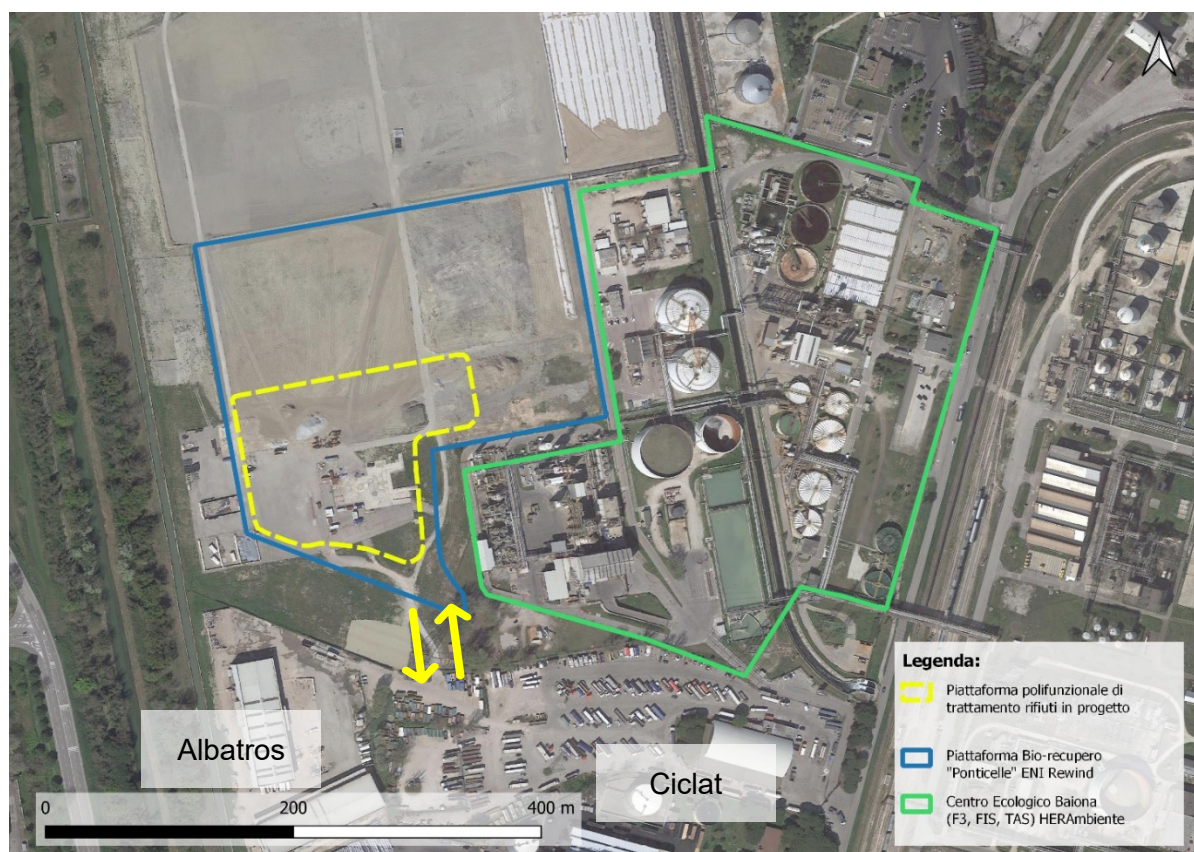 Albatros
Ciclat
0
200
400 m
Legenda:
Piattaforma polifunzionale di
trattamento rifiuti in progetto
Piattaforma Bio-recupero
"Ponticelle" ENI Rewind
Centro Ecologico Baiona
(F3, FIS, TAS) HERAmbiente